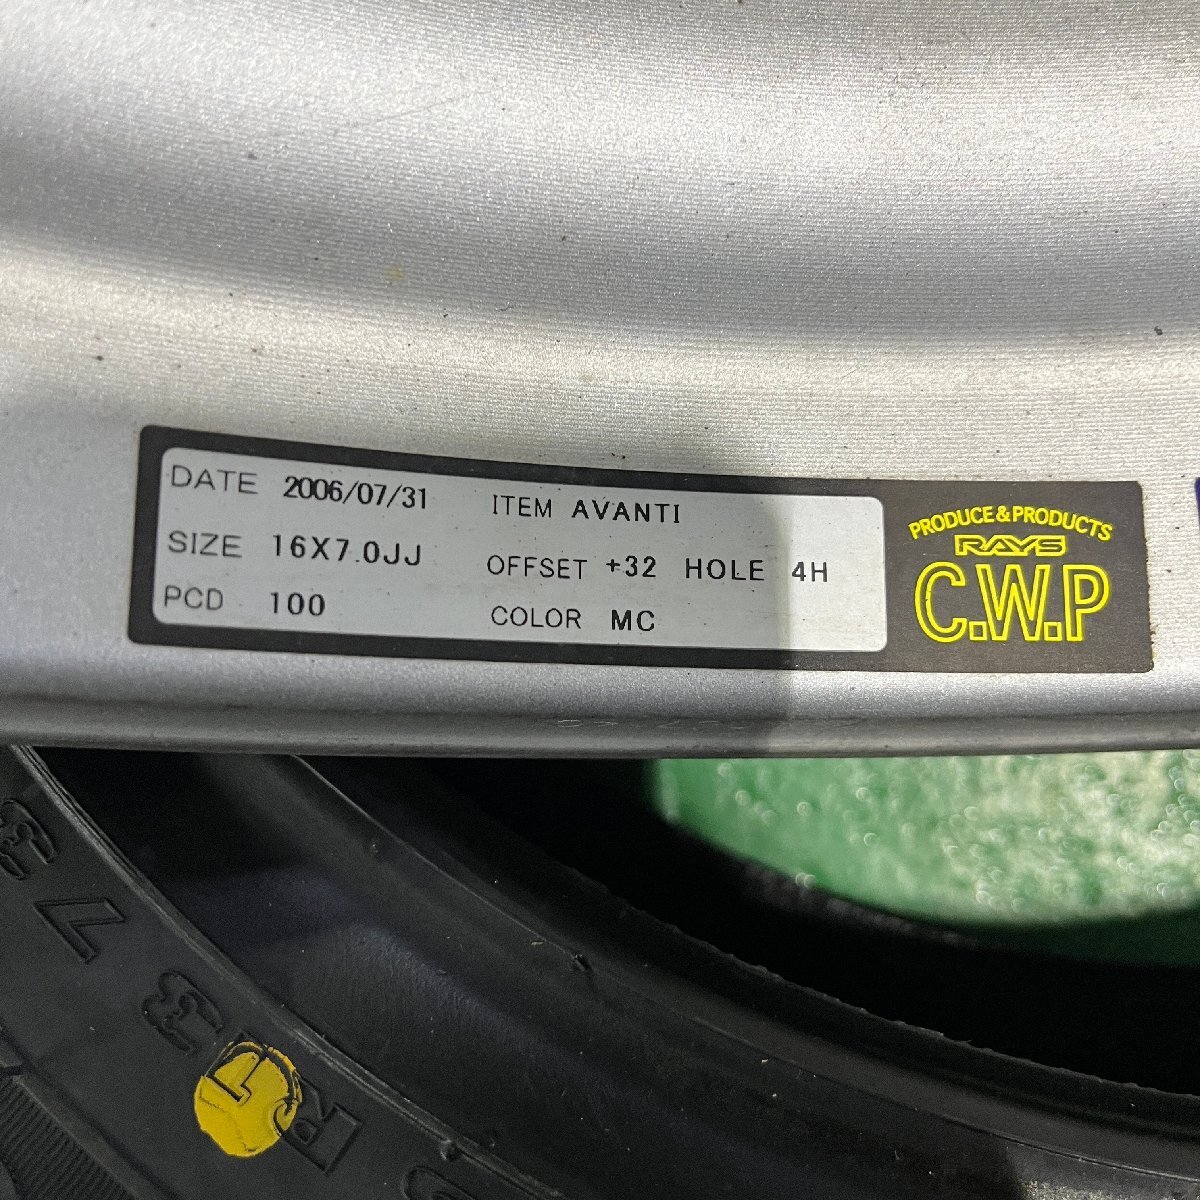 DATE 2006/07/31 ITEM AVANTI
SIZE 16X7.0JJ OFFSET +32 HOLE 4H
PCD 100 COLOR MC
PRODUCE & PRODUCTS
RAYS
C.W.P